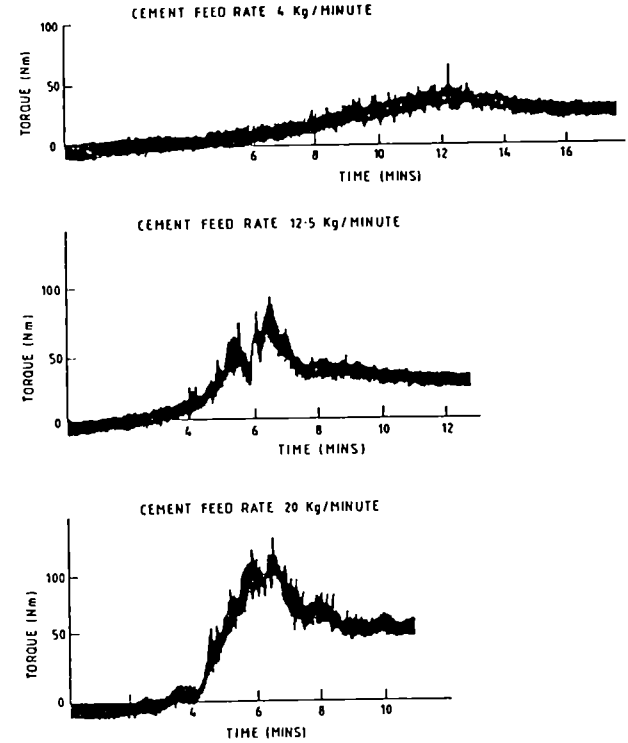 CEMENT FEED RATE 4 Kg/MINUTE
100
50
0
TORQUE (Nm)
6 8 10 12 14 16
TIME (MINS)
CEMENT FEED RATE 12·5 Kg/MINUTE
100
50
0
TORQUE (Nm)
4 6 8 10 12
TIME (MINS)
CEMENT FEED RATE 20 Kg/MINUTE
100
50
0
TORQUE (Nm)
4 6 8 10
TIME (MINS)